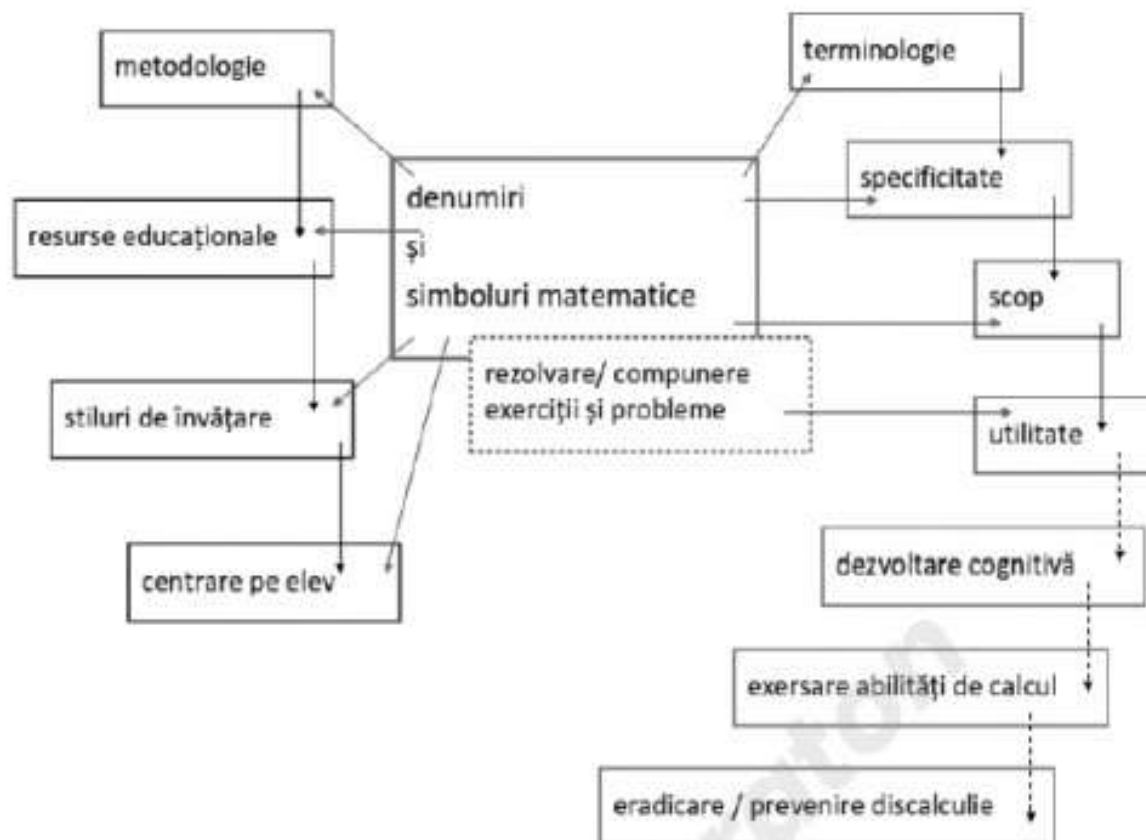 metodologie
terminologie
denumiri
și
simboluri matematice
specificitate
resurse educaționale
scop
rezolvare/ compunere
exerciții și probleme
stiluri de învățare
utilitate
centrare pe elev
dezvoltare cognitivă
exersare abilități de calcul
eradicare / prevenire discalculie